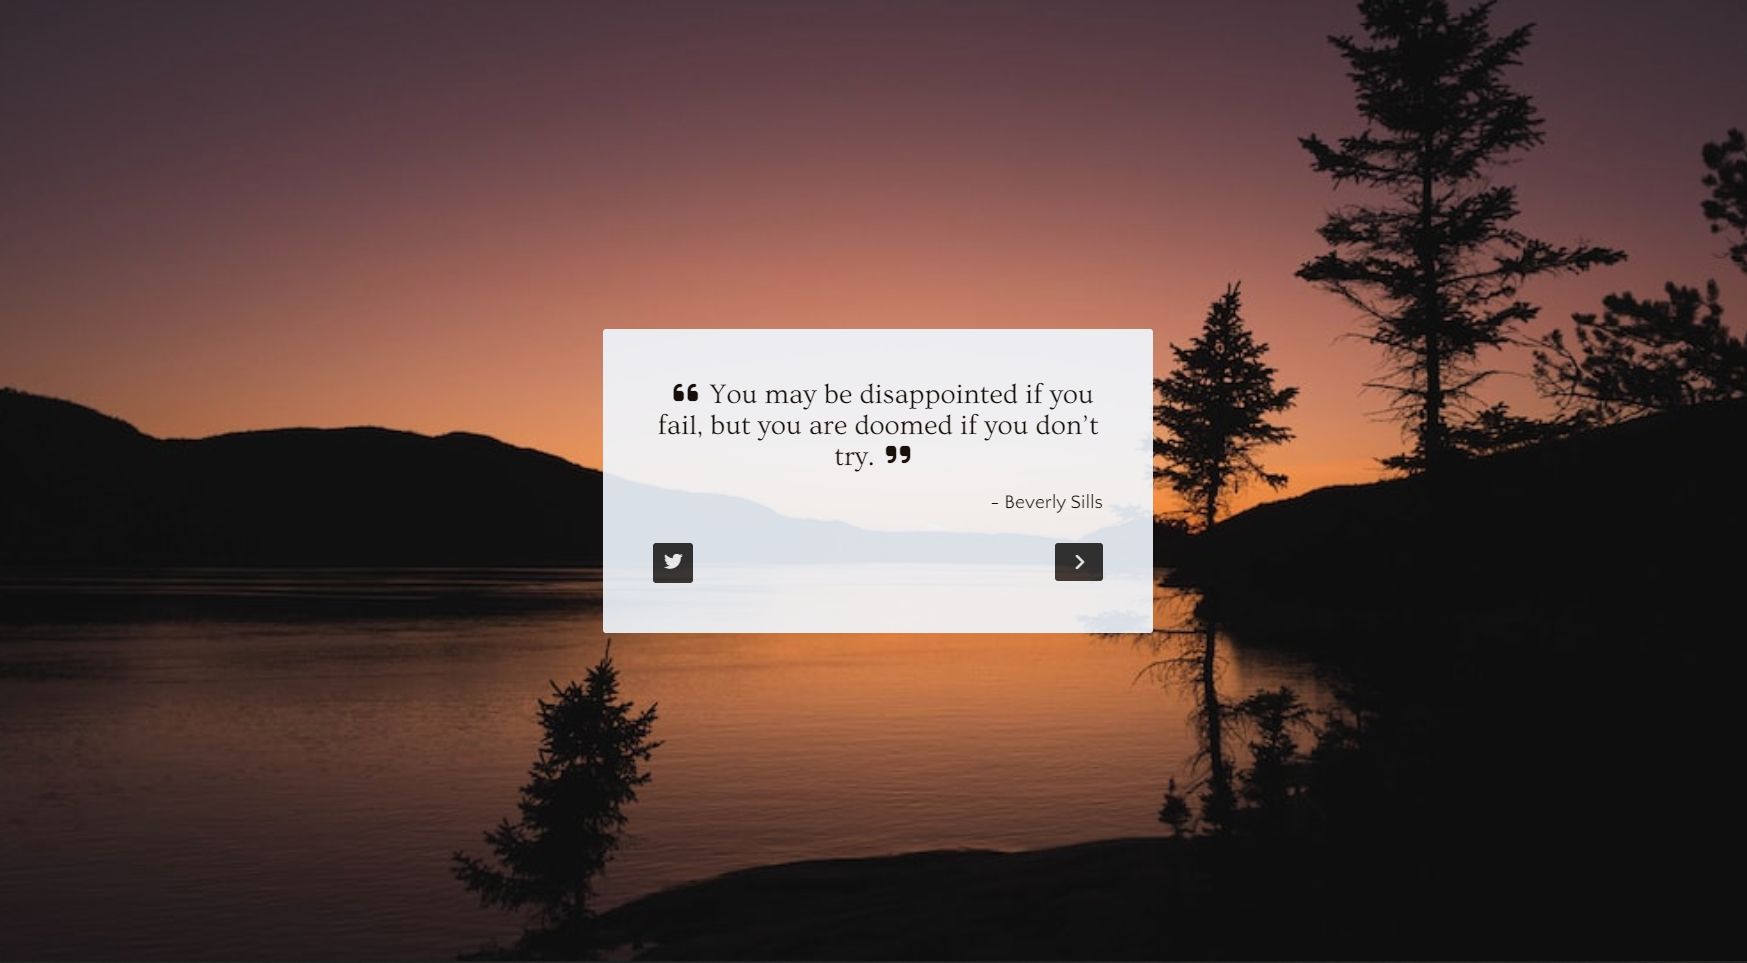 ❝ You may be disappointed if you
fail, but you are doomed if you don’t
try. ❞
- Beverly Sills